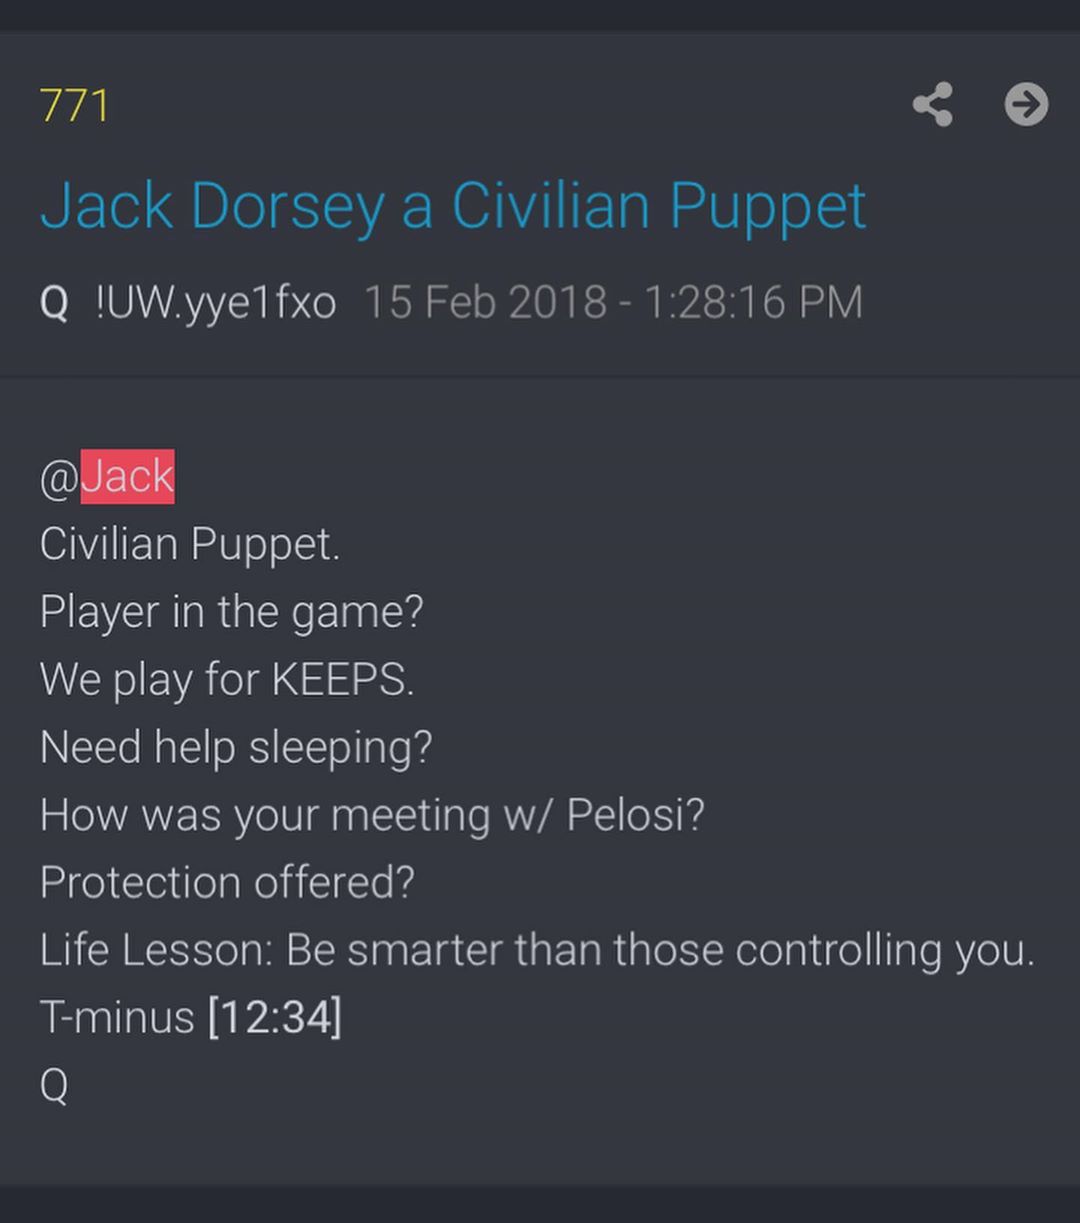 771
Jack Dorsey a Civilian Puppet
Q !UW.yye1fxo 15 Feb 2018 - 1:28:16 PM
@Jack
Civilian Puppet.
Player in the game?
We play for KEEPS.
Need help sleeping?
How was your meeting w/ Pelosi?
Protection offered?
Life Lesson: Be smarter than those controlling you.
T-minus [12:34]
Q